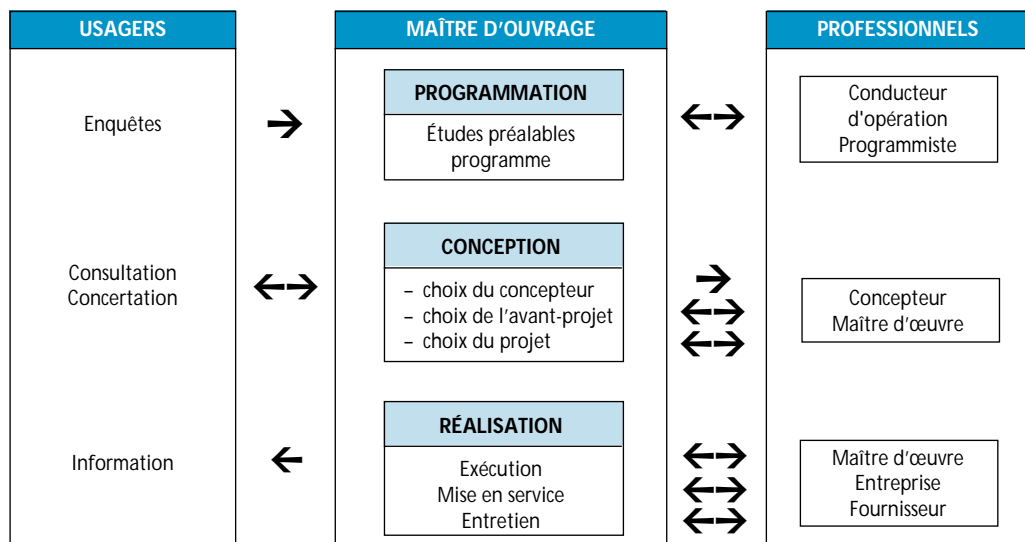 USAGERS
MAÎTRE D'OUVRAGE
PROFESSIONNELS
Enquêtes
PROGRAMMATION
Études préalables
programme
Conducteur
d'opération
Programmiste
Consultation
Concertation
CONCEPTION
– choix du concepteur
– choix de l'avant-projet
– choix du projet
Concepteur
Maître d'œuvre
Information
RÉALISATION
Exécution
Mise en service
Entretien
Maître d'œuvre
Entreprise
Fournisseur